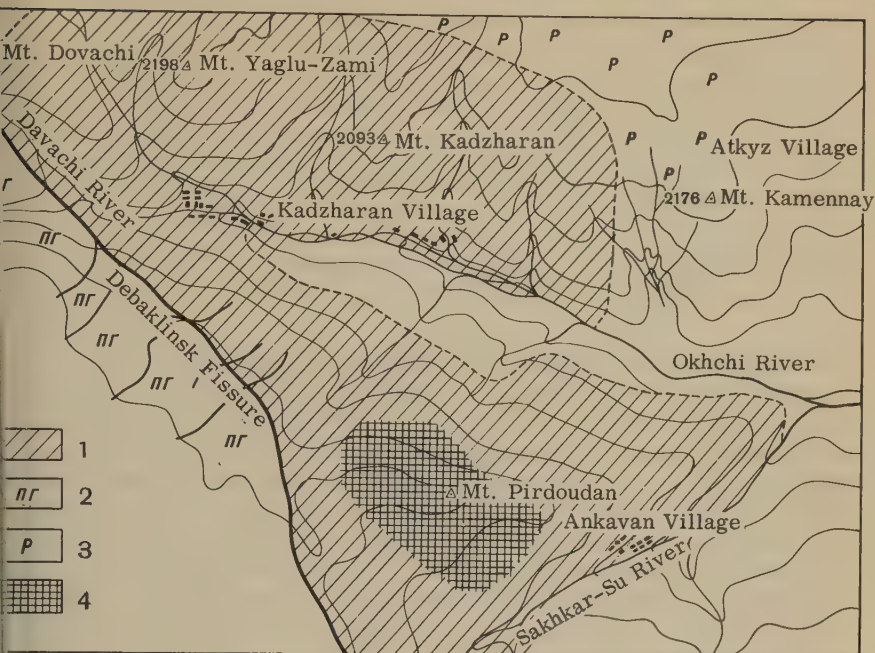 P
P P P
Mt. Dovachi
2198 Mt. Yaglu-Zami
P
P
2093 Mt. Kadzharan
P P Atkyz Village
P
Davachi River
2176 Mt. Kamennay
г
Kadzharan Village
пг
пг
Debaklinsk Fissure
пг
Okhchi River
пг
пг
1
пг 2
Mt. Pirdoudan
Ankavan Village
P 3
Sakhkar-Su River
4